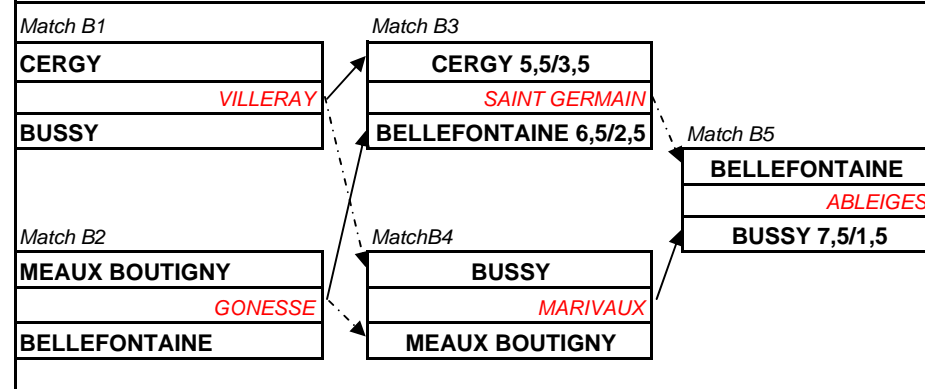 Match B1
CERGY
VILLERAY
BUSSY
Match B2
MEAUX BOUTIGNY
GONESSE
BELLEFONTAINE
Match B3
CERGY 5,5/3,5
SAINT GERMAIN
BELLEFONTAINE 6,5/2,5
MatchB4
BUSSY
MARIVAUX
MEAUX BOUTIGNY
Match B5
BELLEFONTAINE
ABLEIGES
BUSSY 7,5/1,5